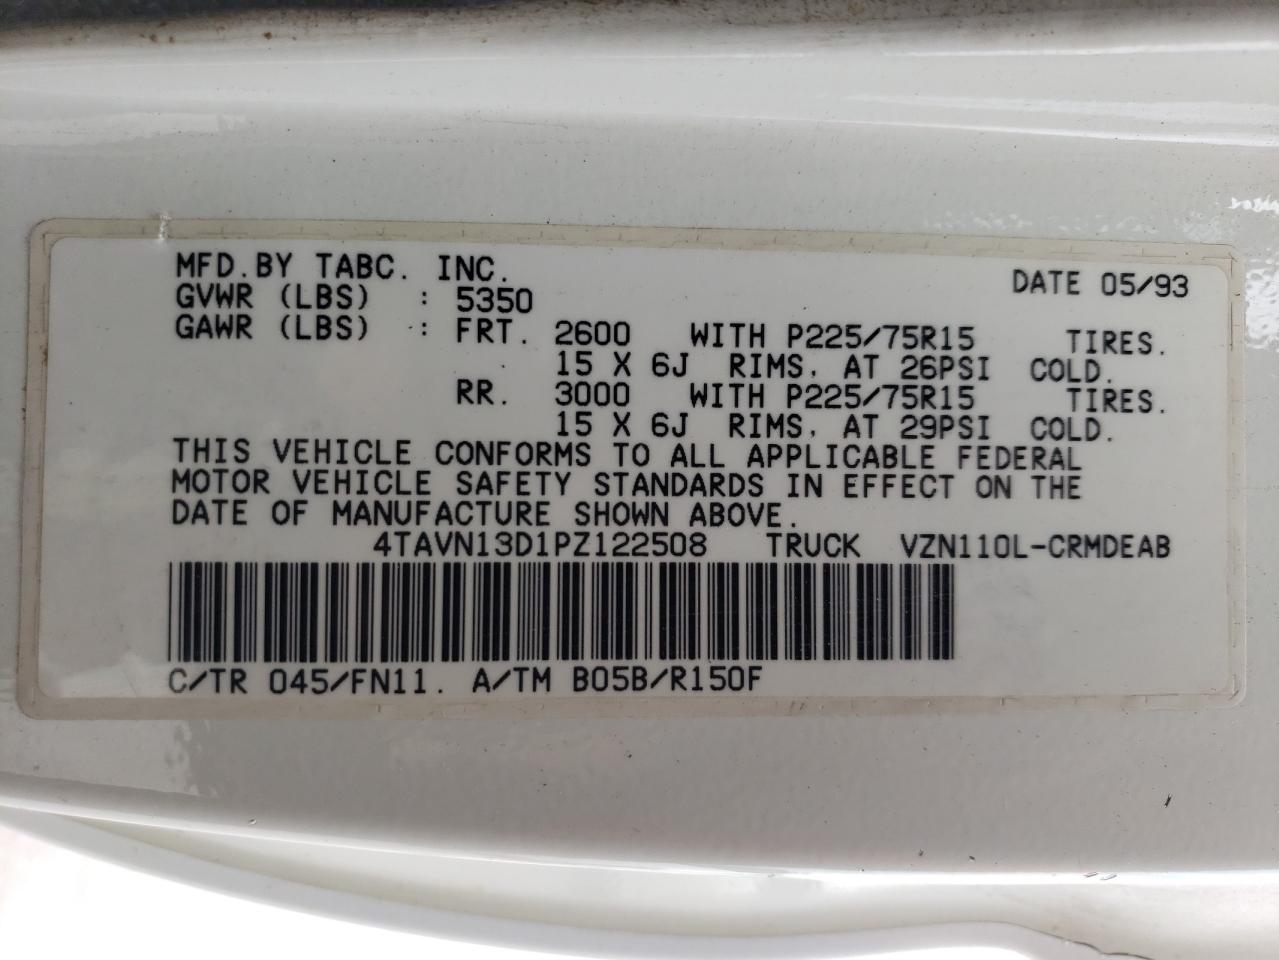 MFD.BY TABC. INC.
DATE 05/93
GVWR (LBS) : 5350
GAWR (LBS) : FRT. 2600 WITH P225/75R15 TIRES.
15 X 6J RIMS. AT 26PSI COLD.
RR. 3000 WITH P225/75R15 TIRES.
15 X 6J RIMS. AT 29PSI COLD.
THIS VEHICLE CONFORMS TO ALL APPLICABLE FEDERAL
MOTOR VEHICLE SAFETY STANDARDS IN EFFECT ON THE
DATE OF MANUFACTURE SHOWN ABOVE.
4TAVN13D1PZ122508 TRUCK VZN110L-CRMDEAB
C/TR 045/FN11. A/TM B05B/R150F